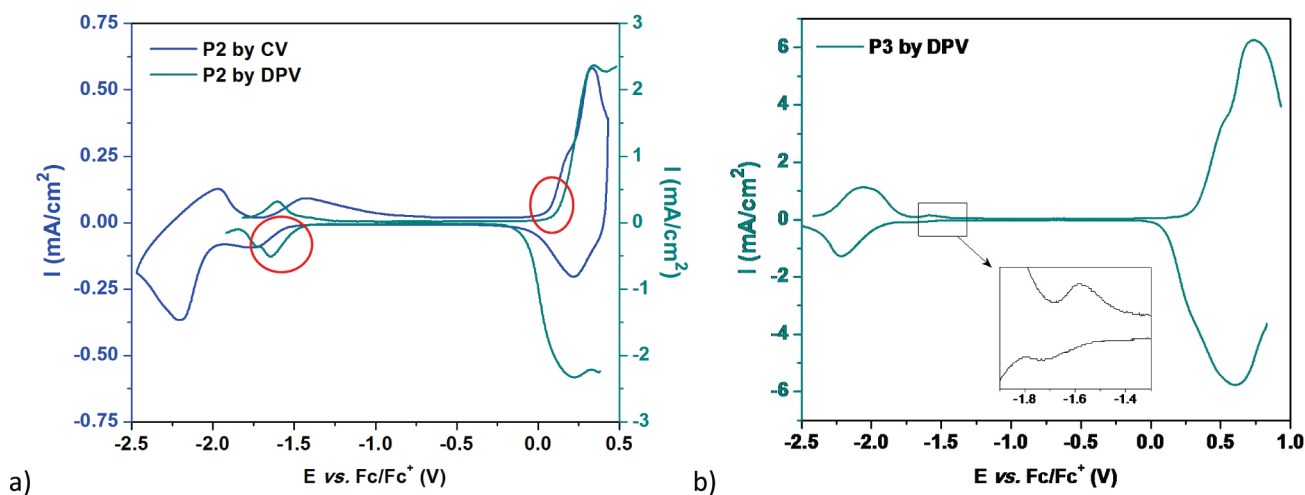 P2 by CV
P2 by DPV
I (mA/cm²)
0.75
0.50
0.25
0.00
-0.25
-0.50
-0.75
3
2
1
0
-1
-2
-3
I (mA/cm²)
-2.5 -2.0 -1.5 -1.0 -0.5 0.0 0.5
E vs. Fc/Fc⁺ (V)
a)
P3 by DPV
I (mA/cm²)
6
4
2
0
-2
-4
-6
-1.8 -1.6 -1.4
-2.5 -2.0 -1.5 -1.0 -0.5 0.0 0.5 1.0
E vs. Fc/Fc⁺ (V)
b)